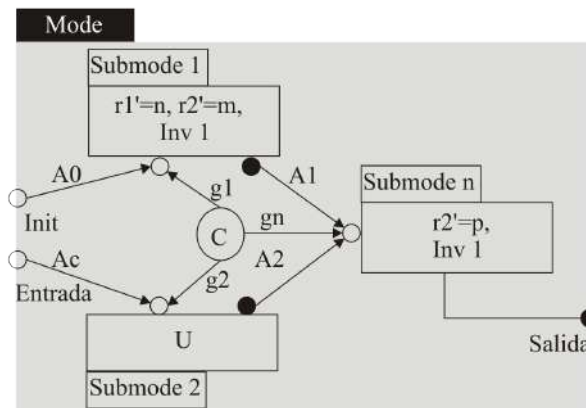 Mode
Submode 1
r1'=n, r2'=m,
Inv 1
A0
g1
A1
Init
C
gn
Submode n
r2'=p,
Inv 1
Ac
g2
A2
Entrada
U
Salida
Submode 2